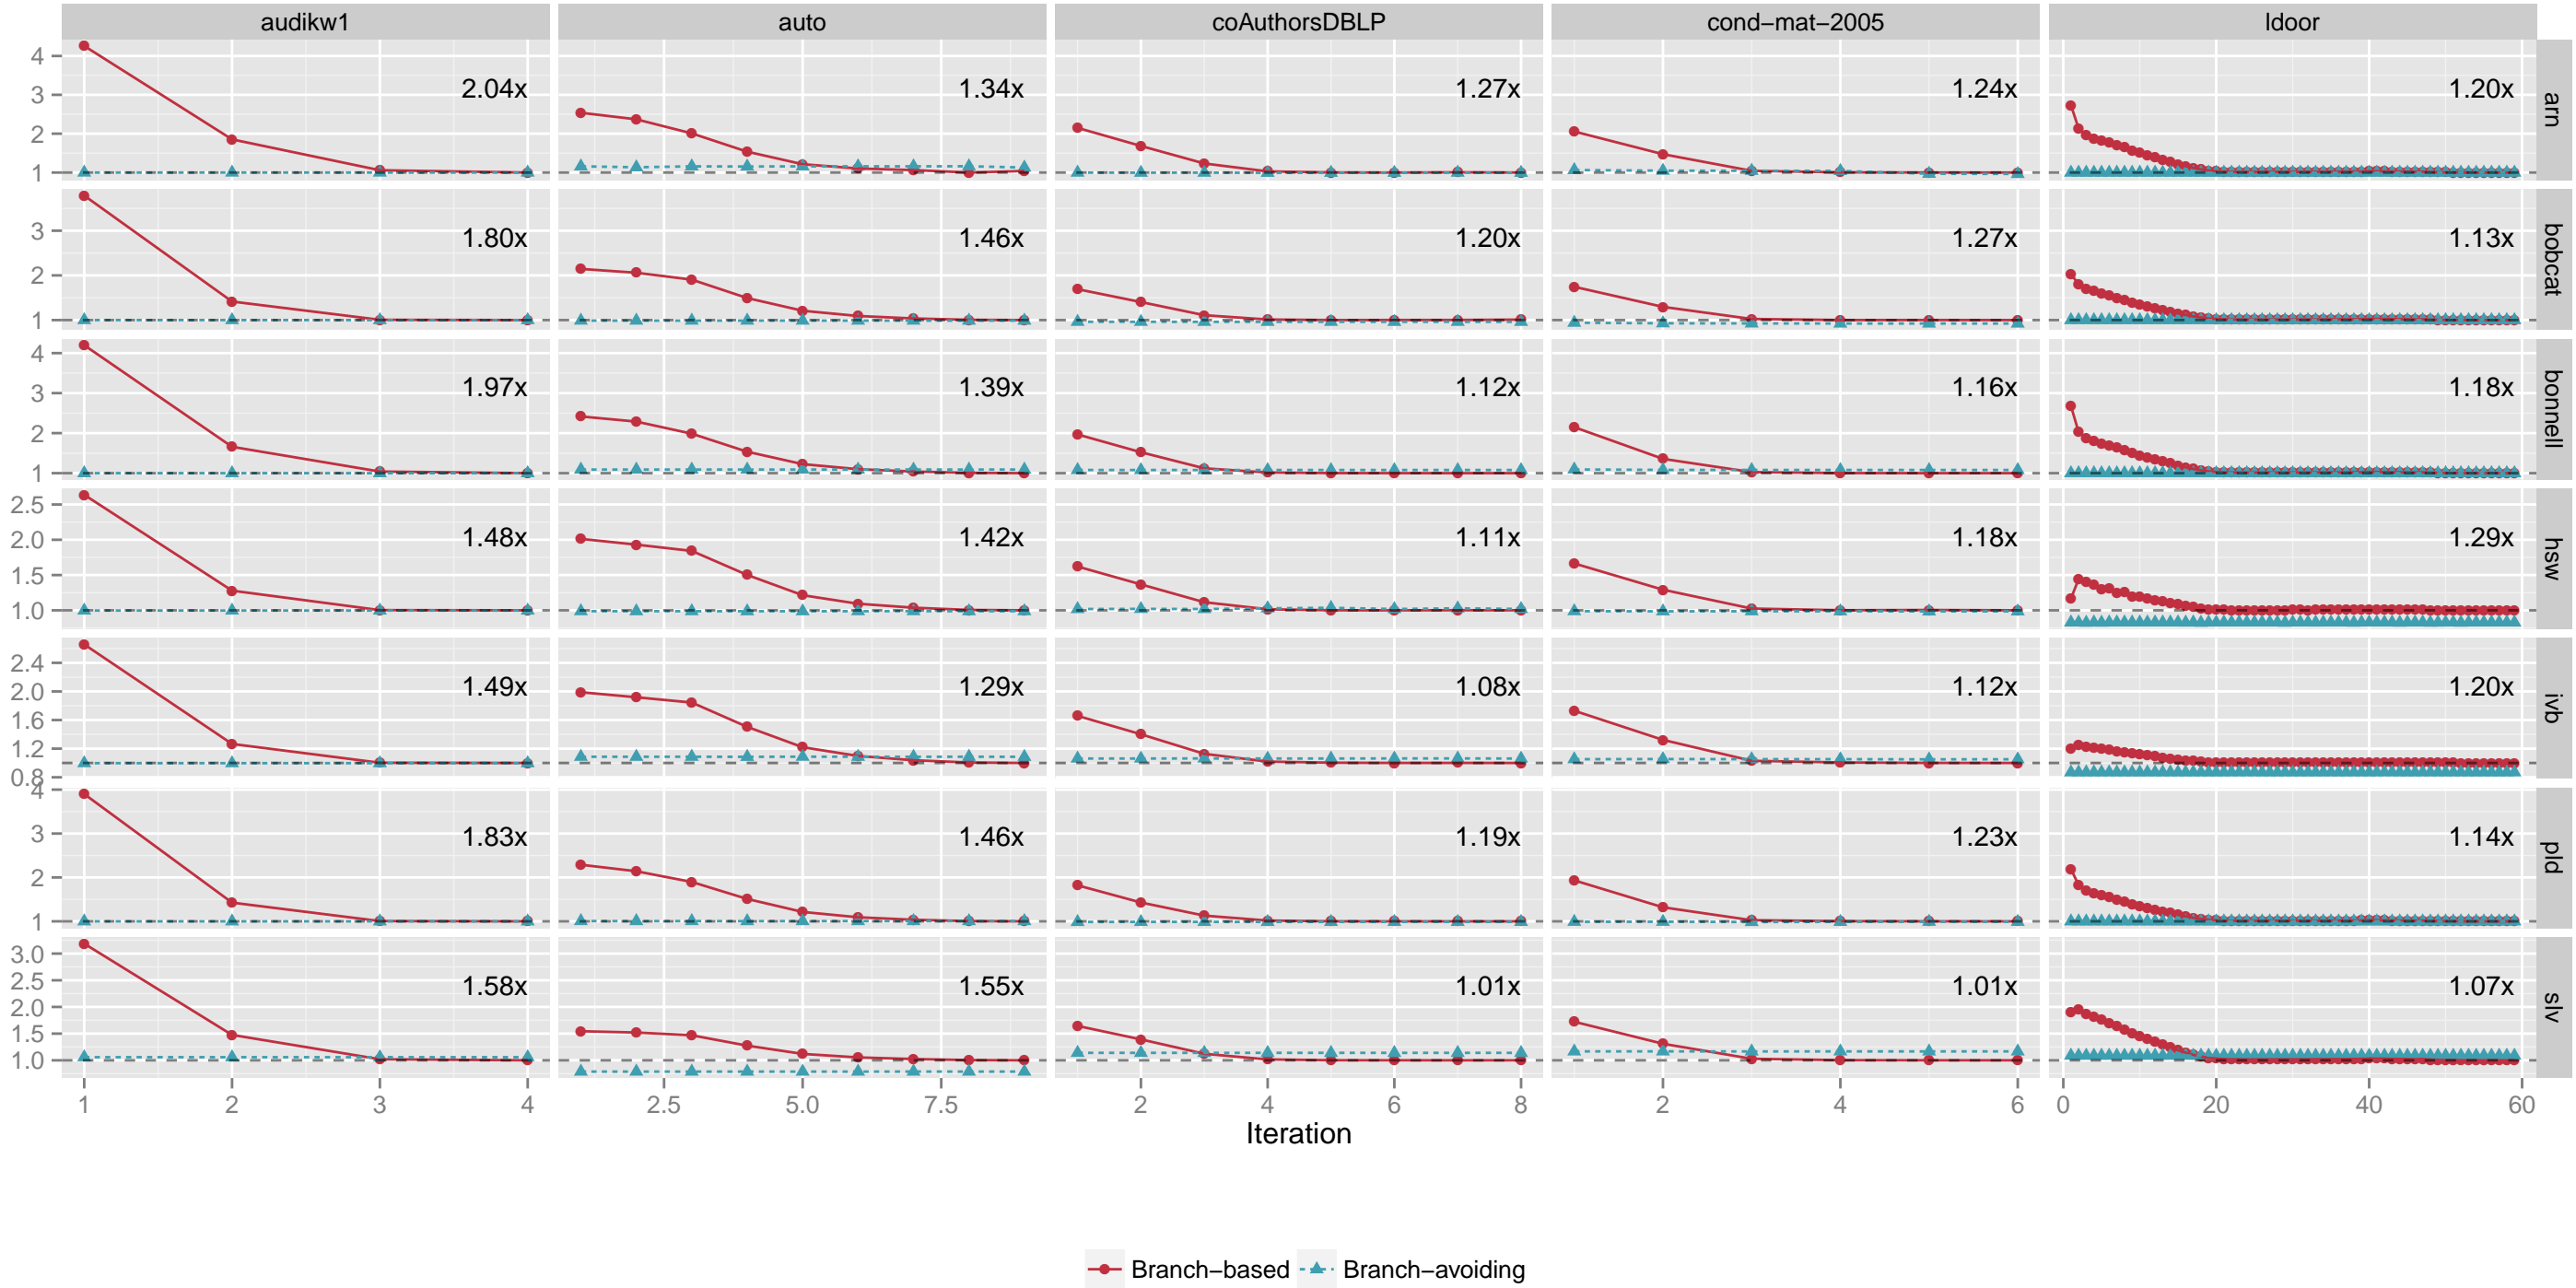 audikw1 auto coAuthorsDBLP cond−mat−2005 ldoor
4
3
2
1
2.04x 1.34x 1.27x 1.24x 1.20x
arn
3
2
1
1.80x 1.46x 1.20x 1.27x 1.13x
bobcat
4
3
2
1
1.97x 1.39x 1.12x 1.16x 1.18x
bonnell
2.5
2.0
1.5
1.0
1.48x 1.42x 1.11x 1.18x 1.29x
hsw
2.4
2.0
1.6
1.2
0.8
1.49x 1.29x 1.08x 1.12x 1.20x
ivb
4
3
2
1
1.83x 1.46x 1.19x 1.23x 1.14x
pld
3.0
2.5
2.0
1.5
1.0
1.58x 1.55x 1.01x 1.01x 1.07x
slv
1 2 3 4 2.5 5.0 7.5 2 4 6 8 2 4 6 0 20 40 60
Iteration
Branch−based Branch−avoiding